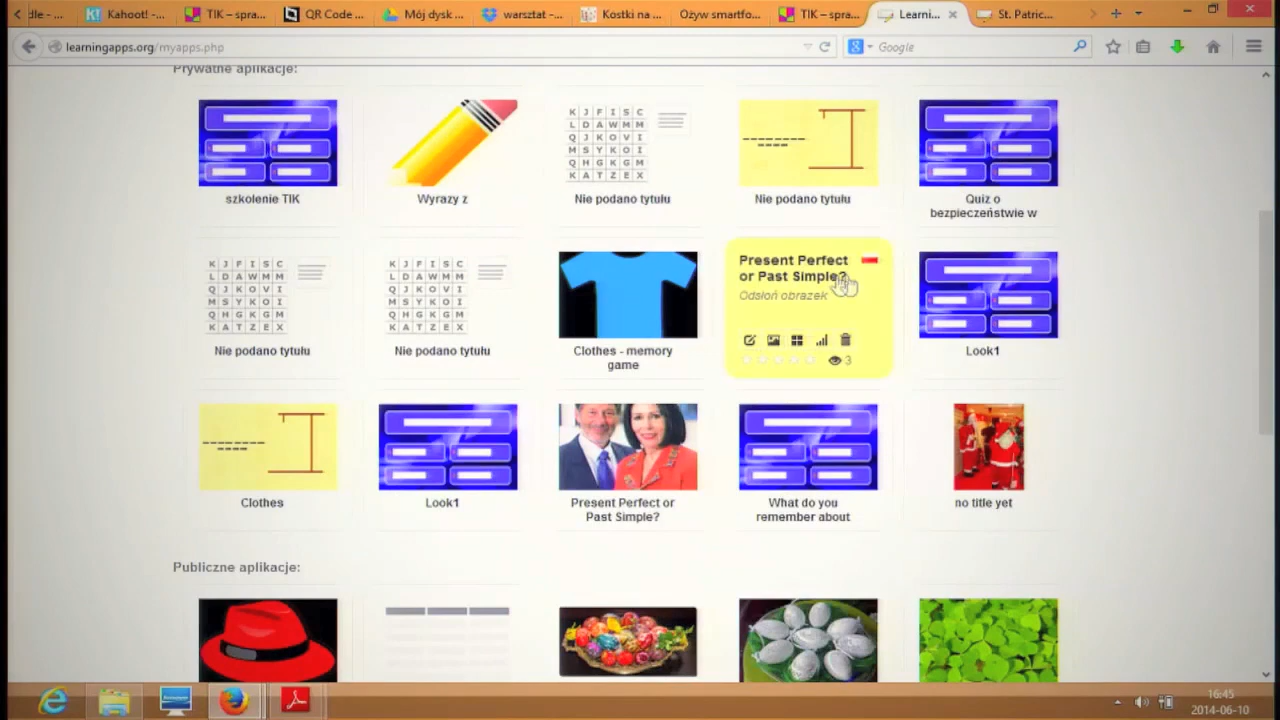 dle - ...
K! Kahoot! -...
TIK – spra...
QR Code ...
Mój dysk ...
warsztat –...
Kostki na ...
Ożyw smartfo...
TIK – spra...
Learni...
St. Patric...
learningapps.org/myapps.php
8 Google
Prywatne aplikacje:
K J F I S C
L D A W M M
Q J K O V I
M S Y K O I
Q H G K G M
K A T Z E X
szkolenie TIK
Wyrazy z
Nie podano tytułu
Nie podano tytułu
Quiz o
bezpieczeństwie w
K J F I S C
L D A W M M
Q J K O V I
M S Y K O I
Q H G K G M
K A T Z E X
K J F I S C
L D A W M M
Q J K O V I
M S Y K O I
Q H G K G M
K A T Z E X
Present Perfect
or Past Simple?
Odsłoń obrazek
3
Nie podano tytułu
Nie podano tytułu
Clothes - memory
game
Look1
Clothes
Look1
Present Perfect or
Past Simple?
What do you
remember about
no title yet
Publiczne aplikacje:
16:45
2014-06-10